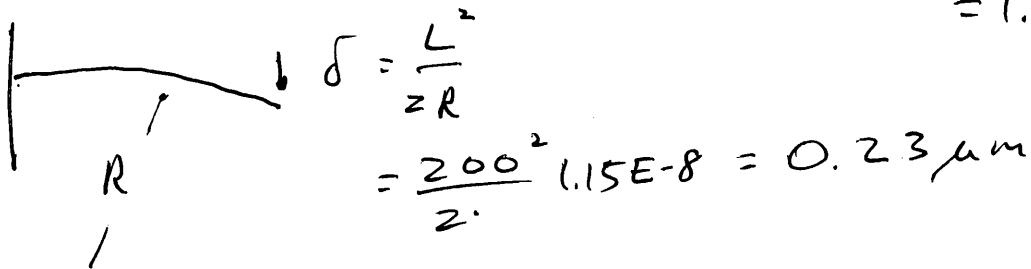 = 1.
δ = L²/2R
R
= 200²/2· 1.15E-8 = 0.23 μm